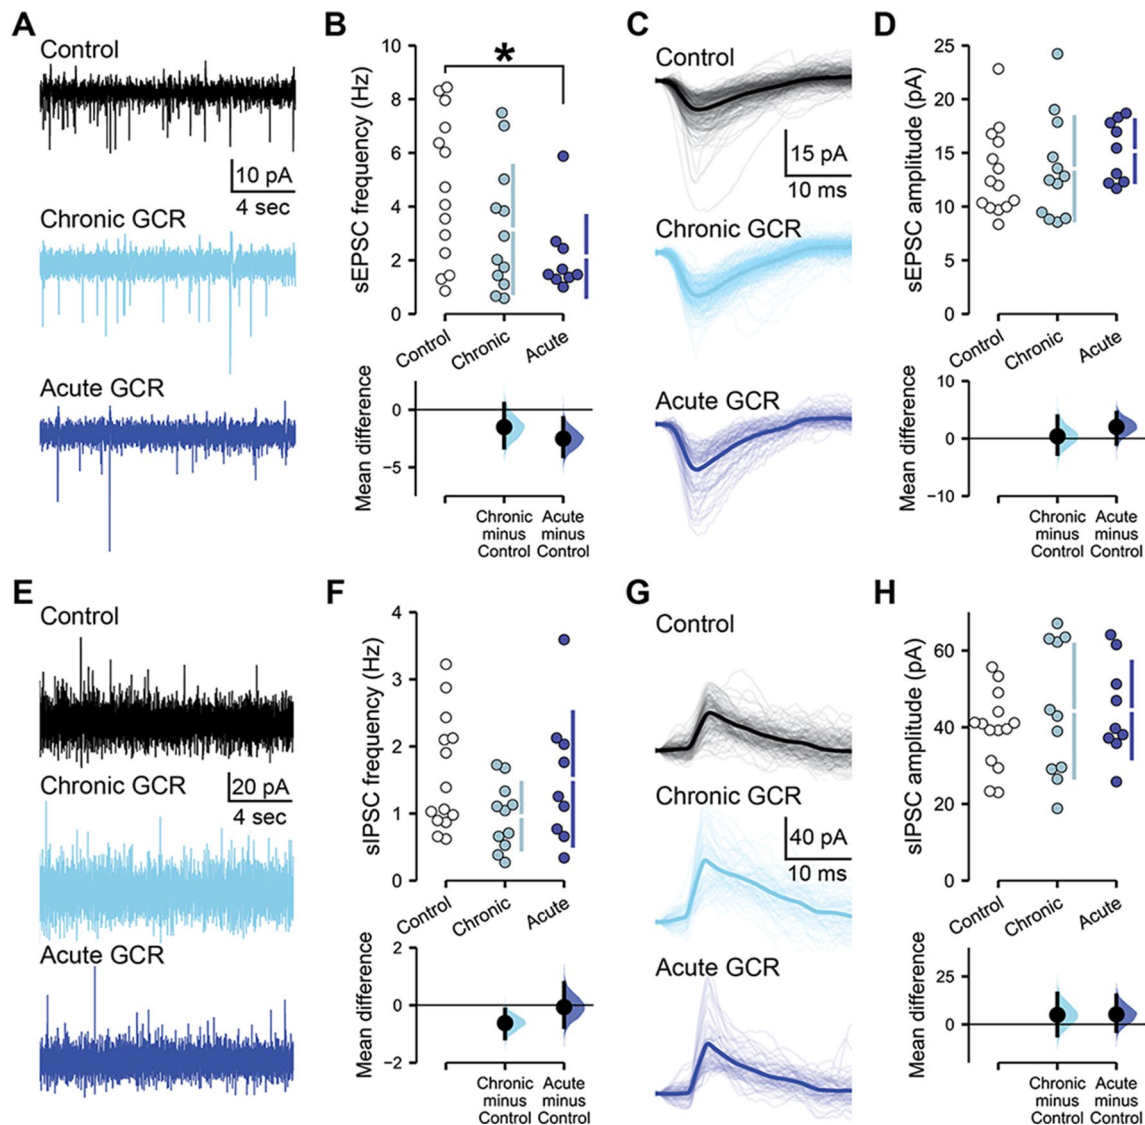 A
Control
10 pA
4 sec
Chronic GCR
Acute GCR
B
sEPSC frequency (Hz)
10
8
6
4
2
0
*
Control
Chronic
Acute
Mean difference
0
−5
Chronic
minus
Control
Acute
minus
Control
C
Control
15 pA
10 ms
Chronic GCR
Acute GCR
D
sEPSC amplitude (pA)
25
20
15
10
5
0
Control
Chronic
Acute
Mean difference
10
0
−10
Chronic
minus
Control
Acute
minus
Control
E
Control
Chronic GCR
20 pA
4 sec
Acute GCR
F
sIPSC frequency (Hz)
4
3
2
1
0
Control
Chronic
Acute
Mean difference
2
0
−2
Chronic
minus
Control
Acute
minus
Control
G
Control
Chronic GCR
40 pA
10 ms
Acute GCR
H
sIPSC amplitude (pA)
60
40
20
0
Control
Chronic
Acute
Mean difference
25
0
Chronic
minus
Control
Acute
minus
Control